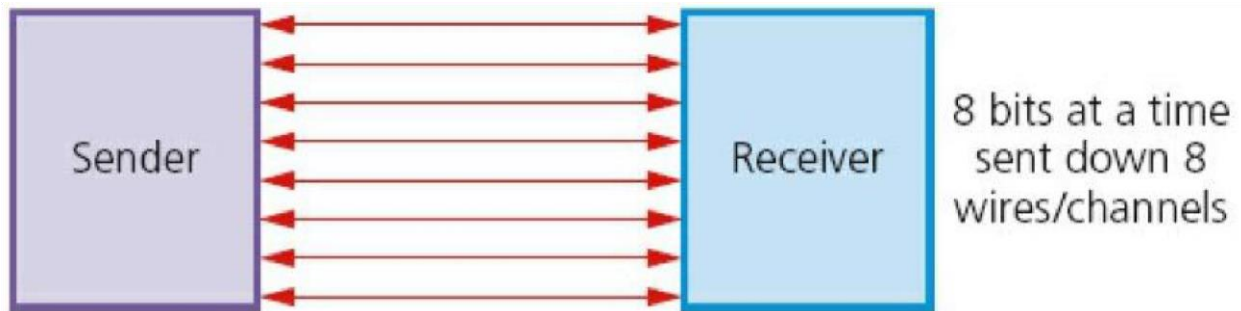 Sender
Receiver
8 bits at a time
sent down 8
wires/channels